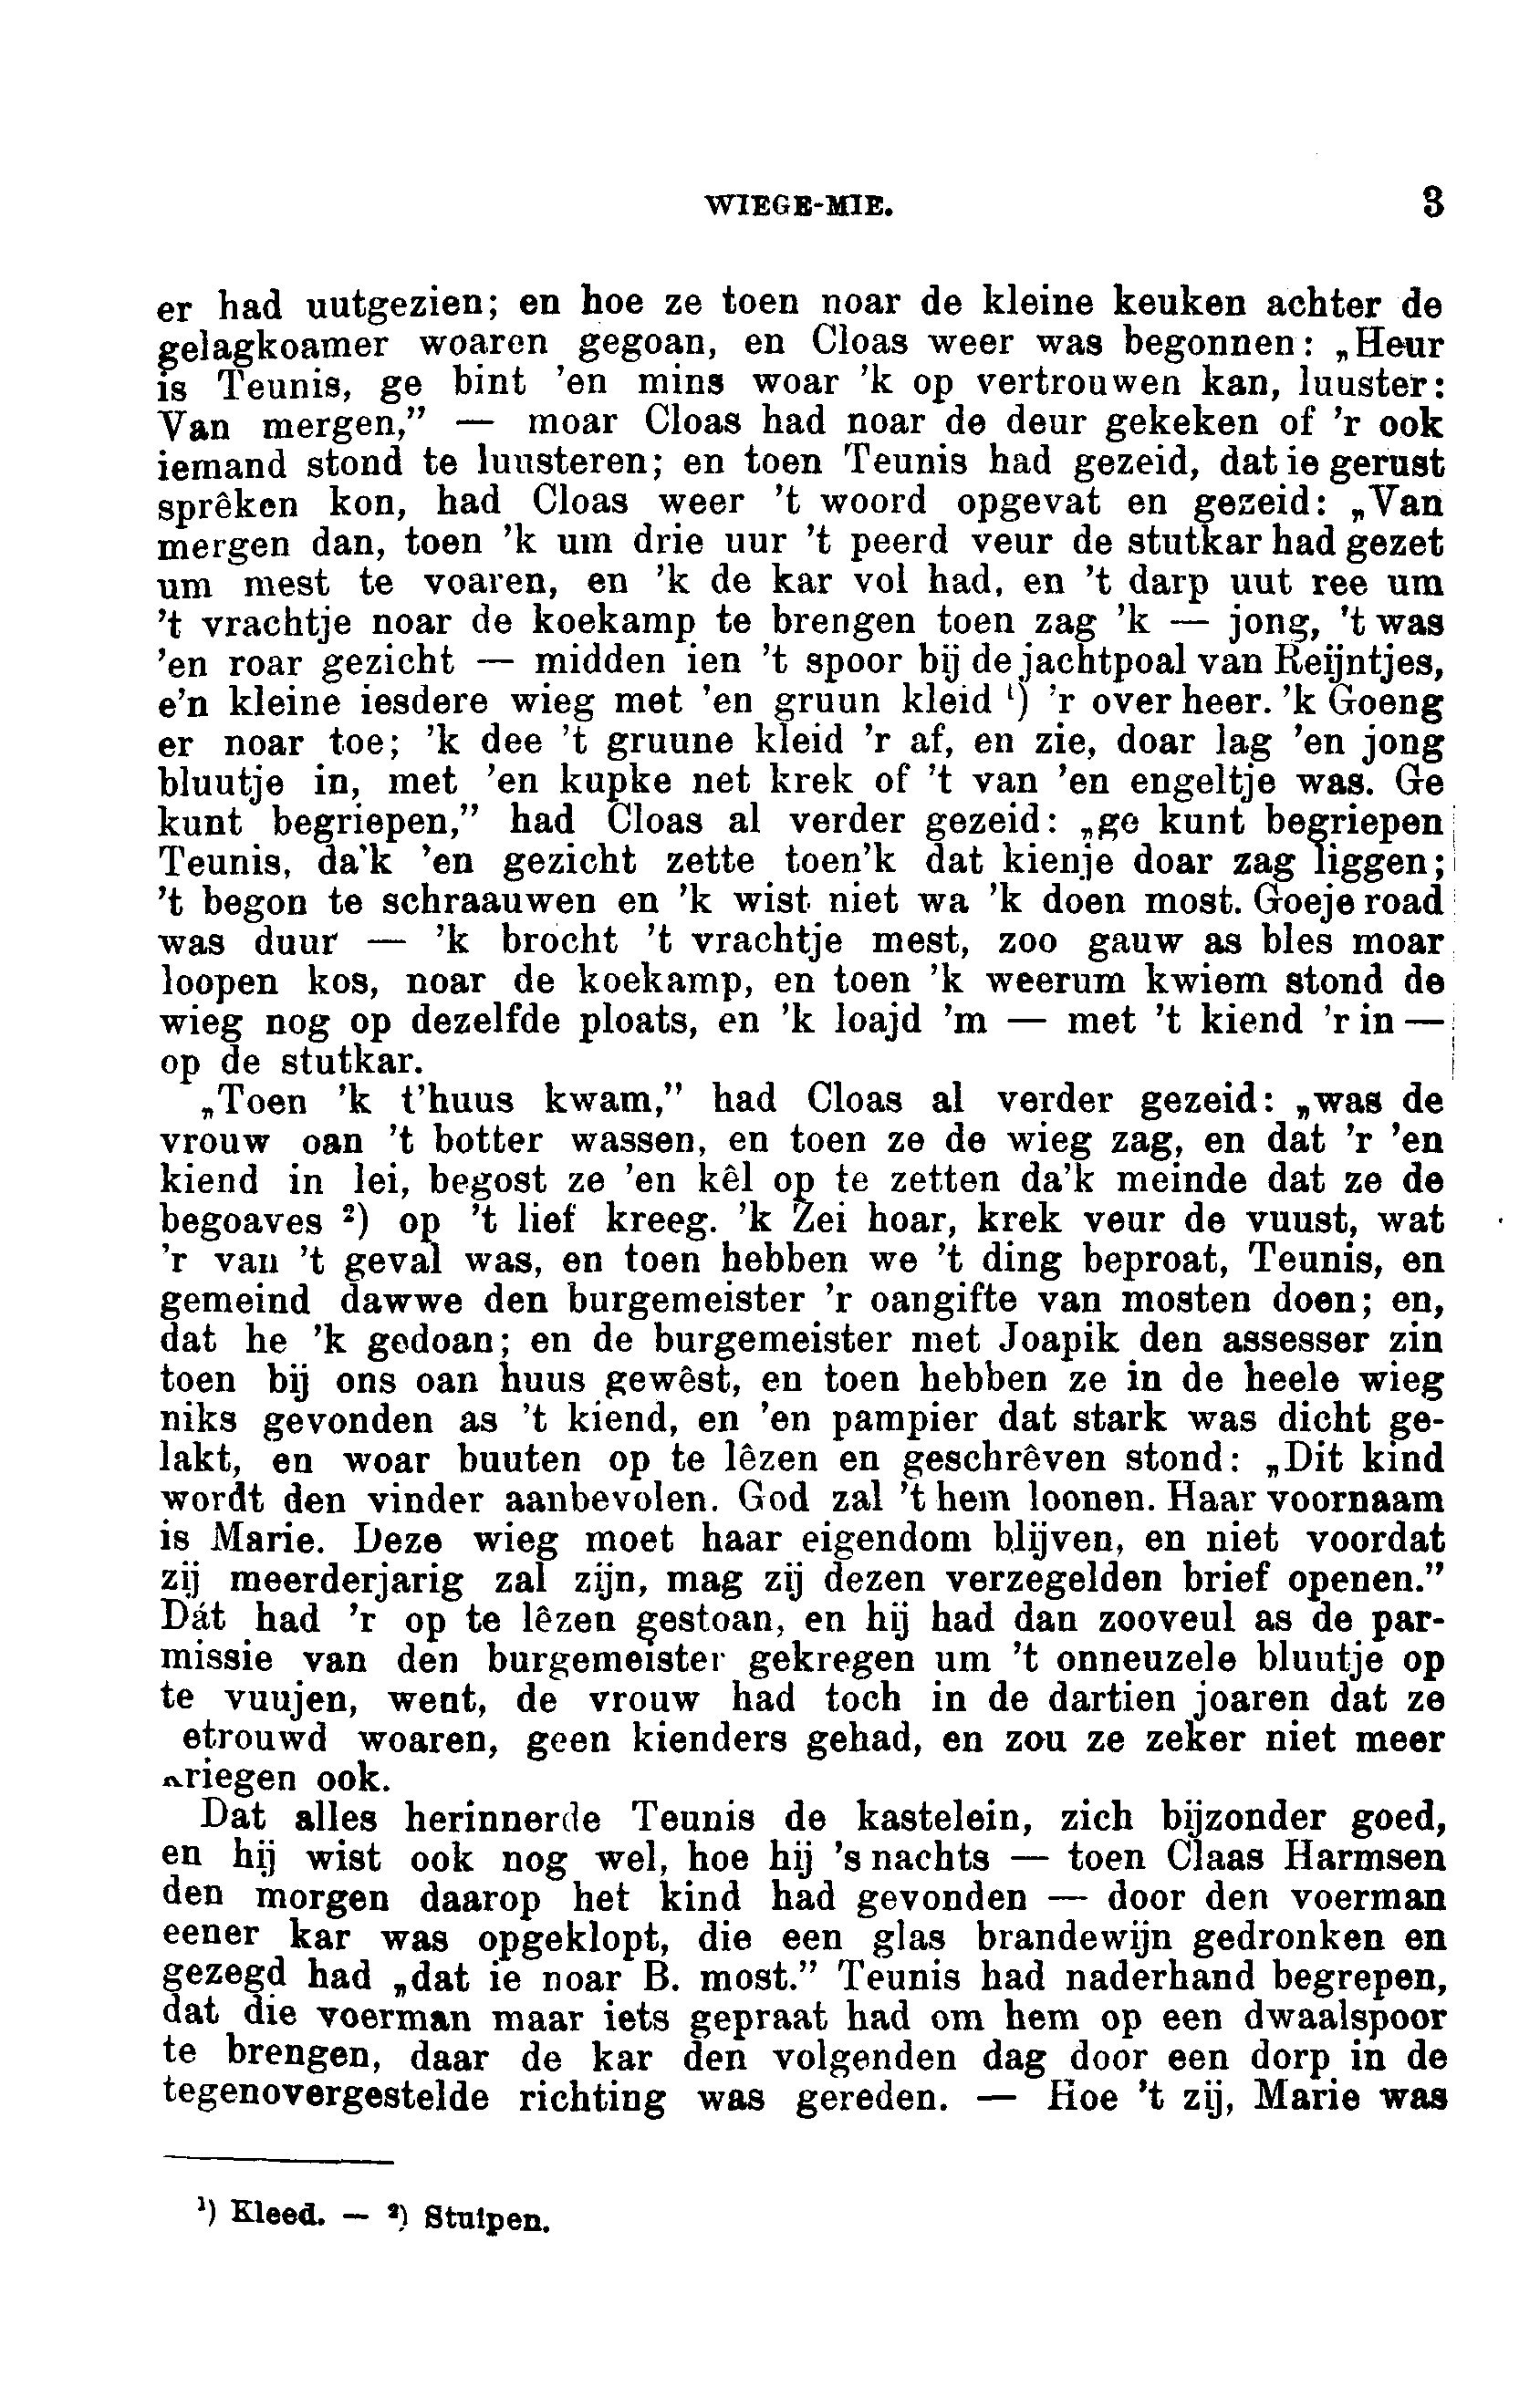 WIEGE-MIE. 3
er had uutgezien; en hoe ze toen noar de kleine keuken achter de
gelagkoamer woaren gegoan, en Cloas weer was begonnen: „Heur
is Teunis, ge bint 'en mins woar 'k op vertrouwen kan, luuster:
Van mergen,” — moar Cloas had noar de deur gekeken of 'r ook
iemand stond te luusteren; en toen Teunis had gezeid, dat ie gerust
sprêken kon, had Cloas weer 't woord opgevat en gezeid: „Van
mergen dan, toen 'k um drie uur 't peerd veur de stutkar had gezet
um mest te voaren, en 'k de kar vol had, en 't darp uut ree um
't vrachtje noar de koekamp te brengen toen zag 'k — jong, 't was
'en roar gezicht — midden ien 't spoor bij de jachtpoal van Reijntjes,
e'n kleine iesdere wieg met 'en gruun kleid ¹) 'r over heer. 'k Goeng
er noar toe; 'k dee 't gruune kleid 'r af, en zie, doar lag 'en jong
bluutje in, met 'en kupke net krek of 't van 'en engeltje was. Ge
kunt begriepen,” had Cloas al verder gezeid: „ge kunt begriepen
Teunis, da'k 'en gezicht zette toen'k dat kienje doar zag liggen;
't begon te schraauwen en 'k wist niet wa 'k doen most. Goeje road
was duur — 'k brocht 't vrachtje mest, zoo gauw as bles moar
loopen kos, noar de koekamp, en toen 'k weerum kwiem stond de
wieg nog op dezelfde ploats, en 'k loajd 'm — met 't kiend 'r in —
op de stutkar.
„Toen 'k t'huus kwam,” had Cloas al verder gezeid: „was de
vrouw oan 't botter wassen, en toen ze de wieg zag, en dat 'r 'en
kiend in lei, begost ze 'en kêl op te zetten da'k meinde dat ze de
begoaves ²) op 't lief kreeg. 'k Zei hoar, krek veur de vuust, wat
'r van 't geval was, en toen hebben we 't ding beproat, Teunis, en
gemeind dawwe den burgemeister 'r oangifte van mosten doen; en,
dat he 'k gedoan; en de burgemeister met Joapik den assesser zin
toen bij ons oan huus gewêst, en toen hebben ze in de heele wieg
niks gevonden as 't kiend, en 'en pampier dat stark was dicht ge-
lakt, en woar buuten op te lêzen en geschrêven stond: „Dit kind
wordt den vinder aanbevolen. God zal 't hem loonen. Haar voornaam
is Marie. Deze wieg moet haar eigendom blijven, en niet voordat
zij meerderjarig zal zijn, mag zij dezen verzegelden brief openen.”
Dát had 'r op te lêzen gestoan, en hij had dan zooveul as de par-
missie van den burgemeister gekregen um 't onneuzele bluutje op
te vuujen, went, de vrouw had toch in de dartien joaren dat ze
etrouwd woaren, geen kienders gehad, en zou ze zeker niet meer
riegen ook.
Dat alles herinnerde Teunis de kastelein, zich bijzonder goed,
en hij wist ook nog wel, hoe hij 's nachts — toen Claas Harmsen
den morgen daarop het kind had gevonden — door den voerman
eener kar was opgeklopt, die een glas brandewijn gedronken en
gezegd had „dat ie noar B. most.” Teunis had naderhand begrepen,
dat die voerman maar iets gepraat had om hem op een dwaalspoor
te brengen, daar de kar den volgenden dag door een dorp in de
tegenovergestelde richting was gereden. — Hoe 't zij, Marie was
¹) Kleed. — ²) Stuipen.